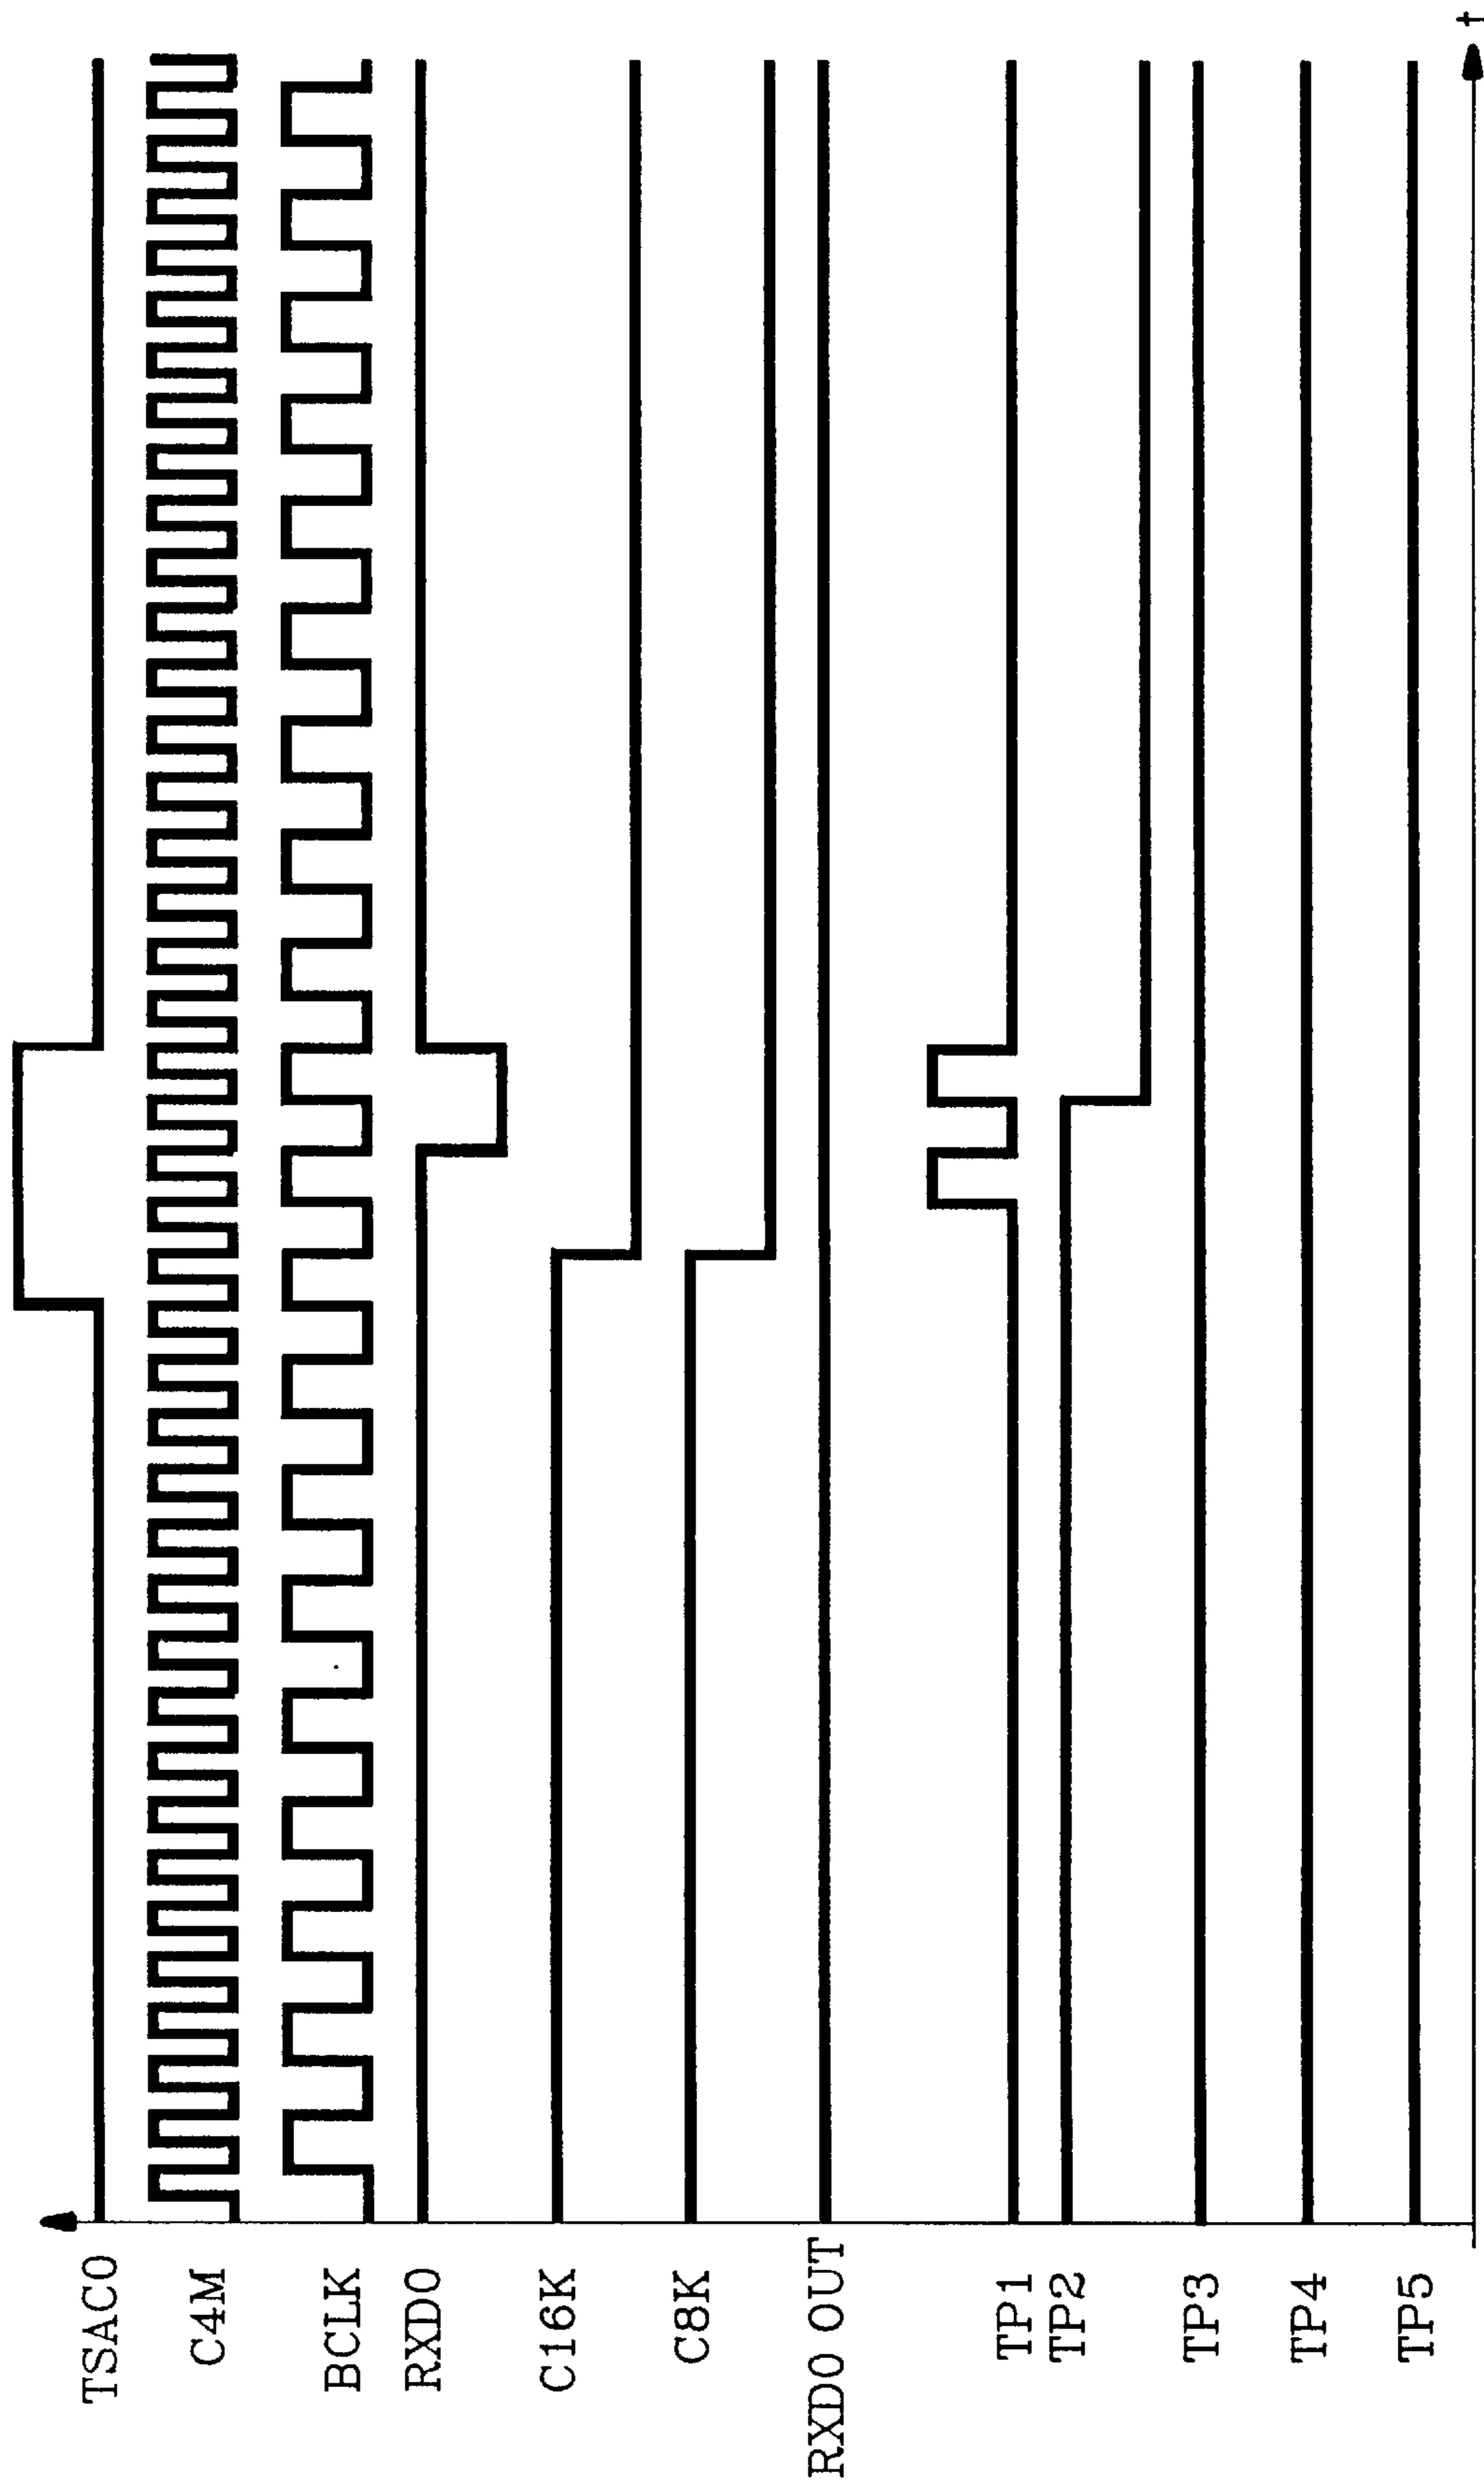 TSAC0
C4M
BCLK
RXD0
C16K
C8K
RXD0 OUT
TP1
TP2
TP3
TP4
TP5
t